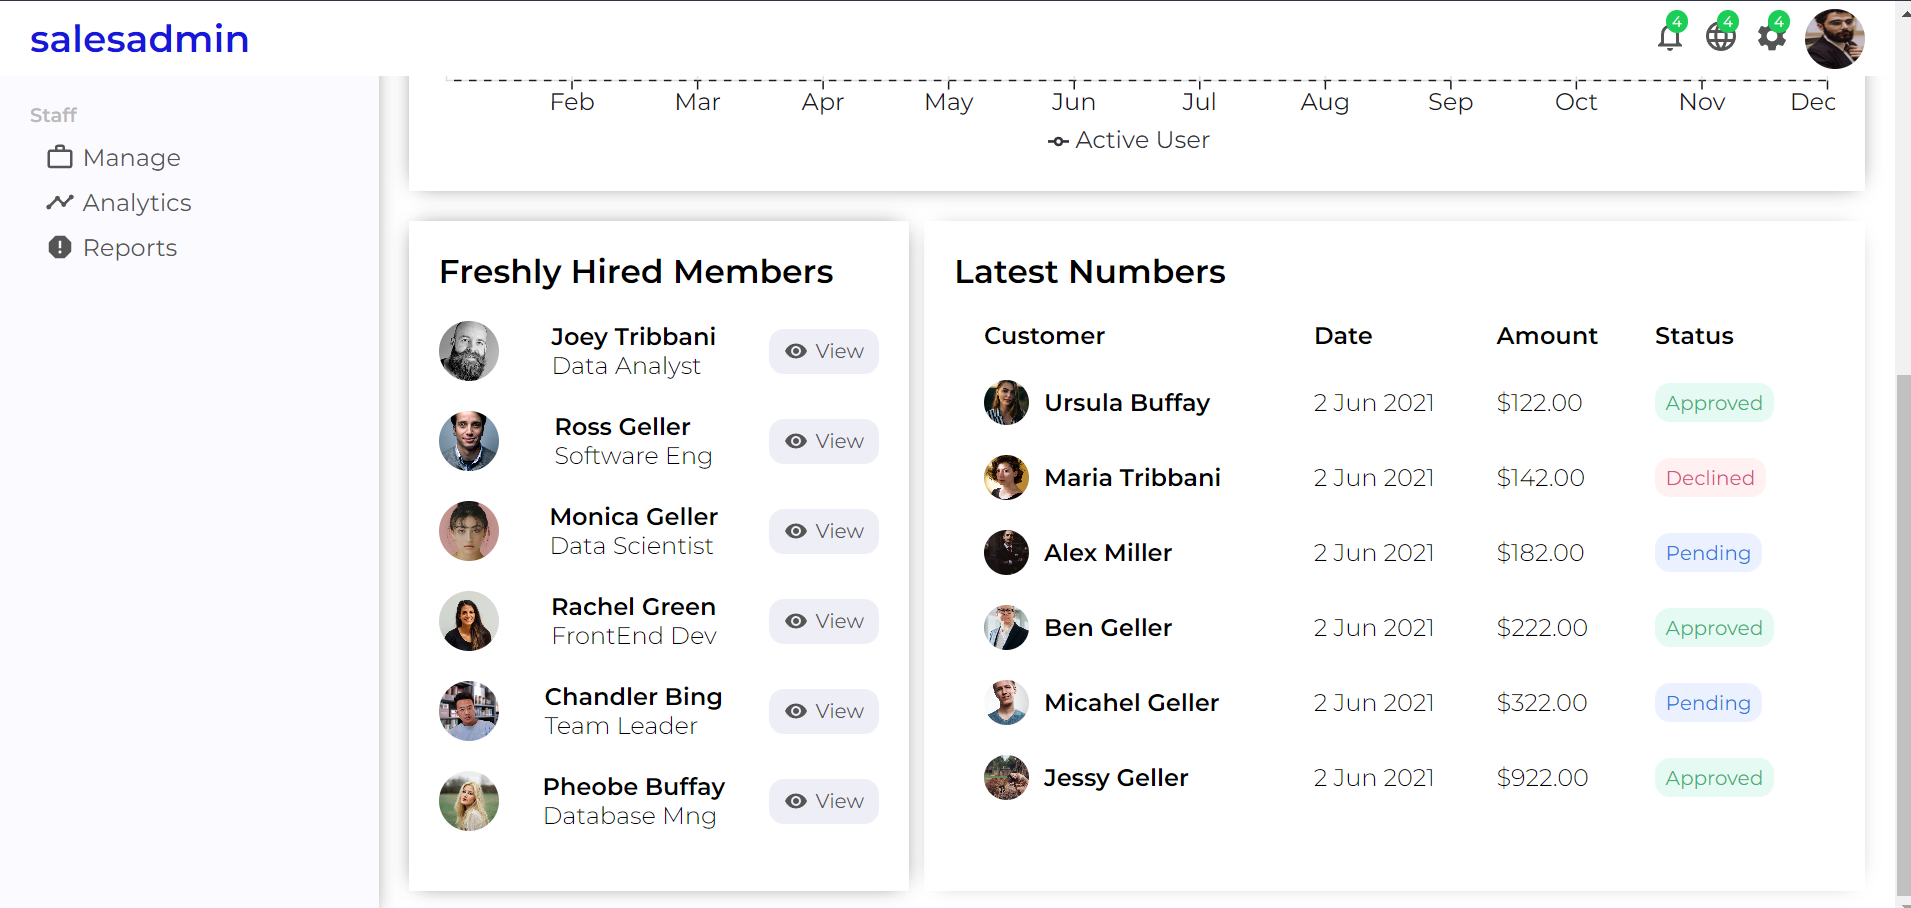 salesadmin
4 4 4
Staff
Manage
Analytics
Reports
Feb Mar Apr May Jun Jul Aug Sep Oct Nov Dec
Active User
Freshly Hired Members
Joey Tribbani
Data Analyst
View
Ross Geller
Software Eng
View
Monica Geller
Data Scientist
View
Rachel Green
FrontEnd Dev
View
Chandler Bing
Team Leader
View
Pheobe Buffay
Database Mng
View
Latest Numbers
Customer Date Amount Status
Ursula Buffay 2 Jun 2021 $122.00 Approved
Maria Tribbani 2 Jun 2021 $142.00 Declined
Alex Miller 2 Jun 2021 $182.00 Pending
Ben Geller 2 Jun 2021 $222.00 Approved
Micahel Geller 2 Jun 2021 $322.00 Pending
Jessy Geller 2 Jun 2021 $922.00 Approved